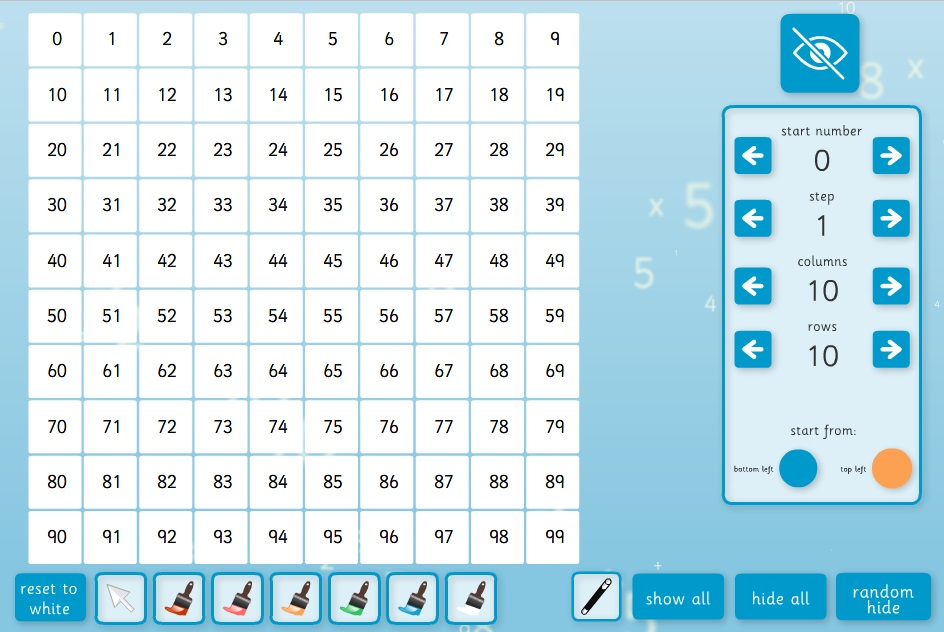 0 1 2 3 4 5 6 7 8 9
10 11 12 13 14 15 16 17 18 19
20 21 22 23 24 25 26 27 28 29
30 31 32 33 34 35 36 37 38 39
40 41 42 43 44 45 46 47 48 49
50 51 52 53 54 55 56 57 58 59
60 61 62 63 64 65 66 67 68 69
70 71 72 73 74 75 76 77 78 79
80 81 82 83 84 85 86 87 88 89
90 91 92 93 94 95 96 97 98 99
10
8 x
x 5
5
4
start number
0
step
1
columns
10
rows
10
start from:
bottom left
top left
reset to
white
show all
hide all
random
hide